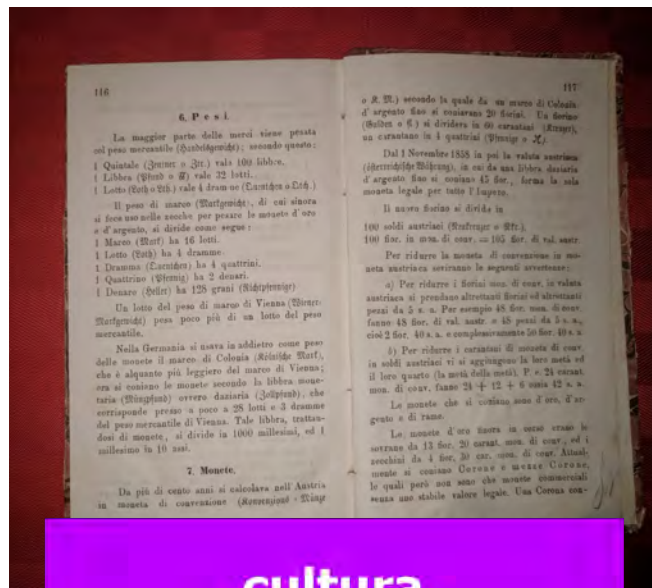 116
6. Pesi.
La maggior parte delle merci viene pesata
col peso mercantile (Handelsgewicht); secondo questo:
1 Quintale (Zentner o Ztr.) vale 100 libbre.
1 Libbra (Pfund o ℔) vale 32 lotti.
1 Lotto (Loth o Lth.) vale 4 dramme (Quentchen o Qtch.)
Il peso di marco (Markgewicht), di cui sinora
si fece uso nelle zecche per pesare le monete d'oro
e d'argento, si divide come segue:
1 Marco (Mark) ha 16 lotti.
1 Lotto (Loth) ha 4 dramme.
1 Dramma (Quentchen) ha 4 quattrini.
1 Quattrino (Pfennig) ha 2 denari.
1 Denaro (Heller) ha 128 grani (Richtpfennige)
Un lotto del peso di marco di Vienna (Wiener-
Markgewicht) pesa poco più di un lotto del peso
mercantile.
Nella Germania si usava in addietro come peso
delle monete il marco di Colonia (Kölnische Mark),
che è alquanto più leggiero del marco di Vienna;
ora si coniano le monete secondo la libbra mone-
taria (Münzpfund) ovvero daziaria (Zollpfund), che
corrisponde presso a poco a 28 lotti e 3 dramme
del peso mercantile di Vienna. Tale libbra, trattan-
dosi di monete, si divide in 1000 millesimi, ed 1
millesimo in 10 assi.
7. Monete.
Da più di cento anni si calcolava nell'Austria
in moneta di convenzione (Konvenzions-Münze
117
o K. M.) secondo la quale da un marco di Colonia
d'argento fino si coniavano 20 fiorini. Un fiorino
(Gulden o fl.) si divideva in 60 carantani (Kreuzer),
un carantano in 4 quattrini (Pfennige o
Dal 1 Novembre 1858 in poi la valuta austriaca
(österreichische Währung), in cui da una libbra daziaria
d'argento fino si coniano 45 fior., forma la sola
moneta legale per tutto l'Impero.
Il nuovo fiorino si divide in
100 soldi austriaci (Neukreuzer o Nkr.).
100 fior. in mon. di conv. = 105 fior. di val. austr.
Per ridurre la moneta di convenzione in mo-
neta austriaca serviranno le seguenti avvertenze:
a) Per ridurre i fiorini mon. di conv. in valuta
austriaca si prendano altrettanti fiorini ed altrettanti
pezzi da 5 s. a. Per esempio 48 fior. mon. di conv.
fanno 48 fior. di val. austr. e 48 pezzi da 5 s. a.,
cioè 2 fior. 40 s. a. e complessivamente 50 fior. 40 s. a.
b) Per ridurre i carantani di moneta di conv.
in soldi austriaci vi si aggiungono la loro metà ed
il loro quarto (la metà della metà). P. e. 24 carant.
mon. di conv. fanno 24 + 12 + 6 ossia 42 s. a.
Le monete che si coniano sono d'oro, d'ar-
gento e di rame.
Le monete d'oro finora in corso erano le
sovrane da 13 fior. 20 carant. mon. di conv., ed i
zecchini da 4 fior. 30 car. mon. di conv. Attual-
mente si coniano Corone e mezze Corone,
le quali però non sono che monete commerciali
senza uno stabile valore legale. Una Corona con-
cultura